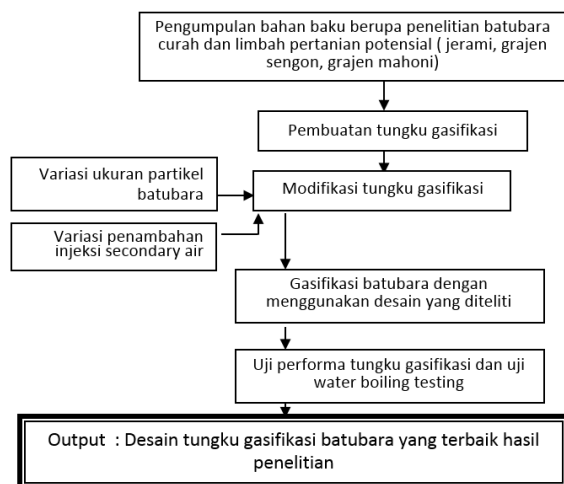 Pengumpulan bahan baku berupa penelitian batubara
curah dan limbah pertanian potensial ( jerami, grajen
sengon, grajen mahoni)
Pembuatan tungku gasifikasi
Variasi ukuran partikel
batubara
Modifikasi tungku gasifikasi
Variasi penambahan
injeksi secondary air
Gasifikasi batubara dengan
menggunakan desain yang diteliti
Uji performa tungku gasifikasi dan uji
water boiling testing
Output : Desain tungku gasifikasi batubara yang terbaik hasil
penelitian